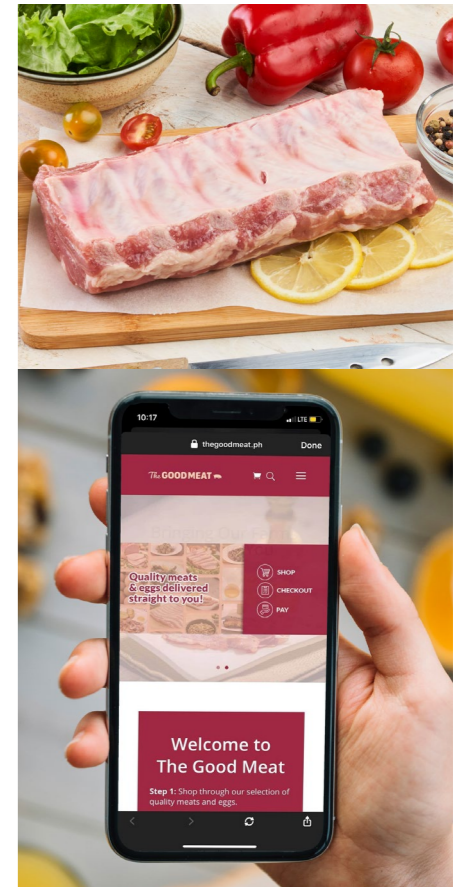 10:17
LTE
thegoodmeat.ph
Done
The GOOD MEAT
Quality meats
& eggs delivered
straight to you!
SHOP
CHECKOUT
PAY
Welcome to
The Good Meat
Step 1: Shop through our selection of
quality meats and eggs.